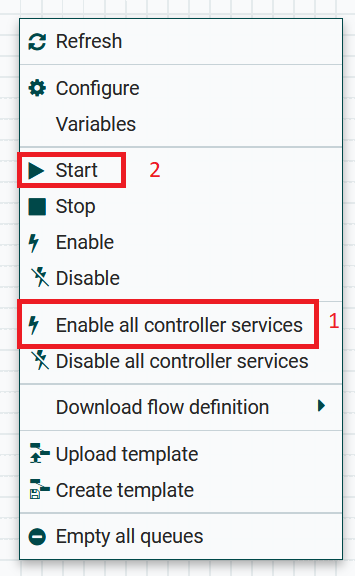 Refresh
Configure
Variables
Start 2
Stop
Enable
Disable
Enable all controller services 1
Disable all controller services
Download flow definition
Upload template
Create template
Empty all queues